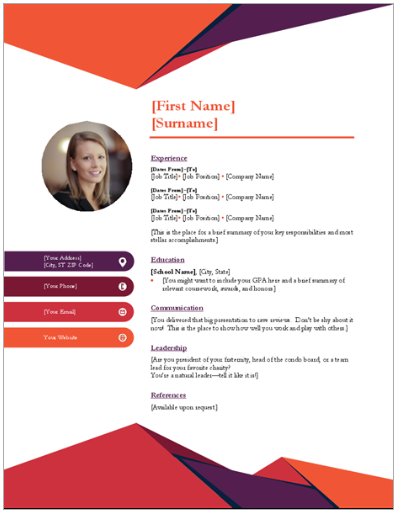 [First Name]
[Surname]
Experience
[Dates From]–[To]
[Job Title]• [Job Position] • [Company Name]
[Dates From]–[To]
[Job Title]• [Job Position] • [Company Name]
[Dates From]–[To]
[Job Title]• [Job Position] • [Company Name]
[This is the place for a brief summary of your key responsibilities and most
stellar accomplishments.]
[Your Address]
[City, ST ZIP Code]
[Your Phone]
[Your Email]
Your Website
Education
[School Name], [City, State]
• [You might want to include your GPA here and a brief summary of
relevant coursework, awards, and honors.]
Communication
[You delivered that big presentation to rave reviews. Don't be shy about it
now! This is the place to show how well you work and play with others.]
Leadership
[Are you president of your fraternity, head of the condo board, or a team
lead for your favorite charity?
You're a natural leader—tell it like it is!]
References
[Available upon request]